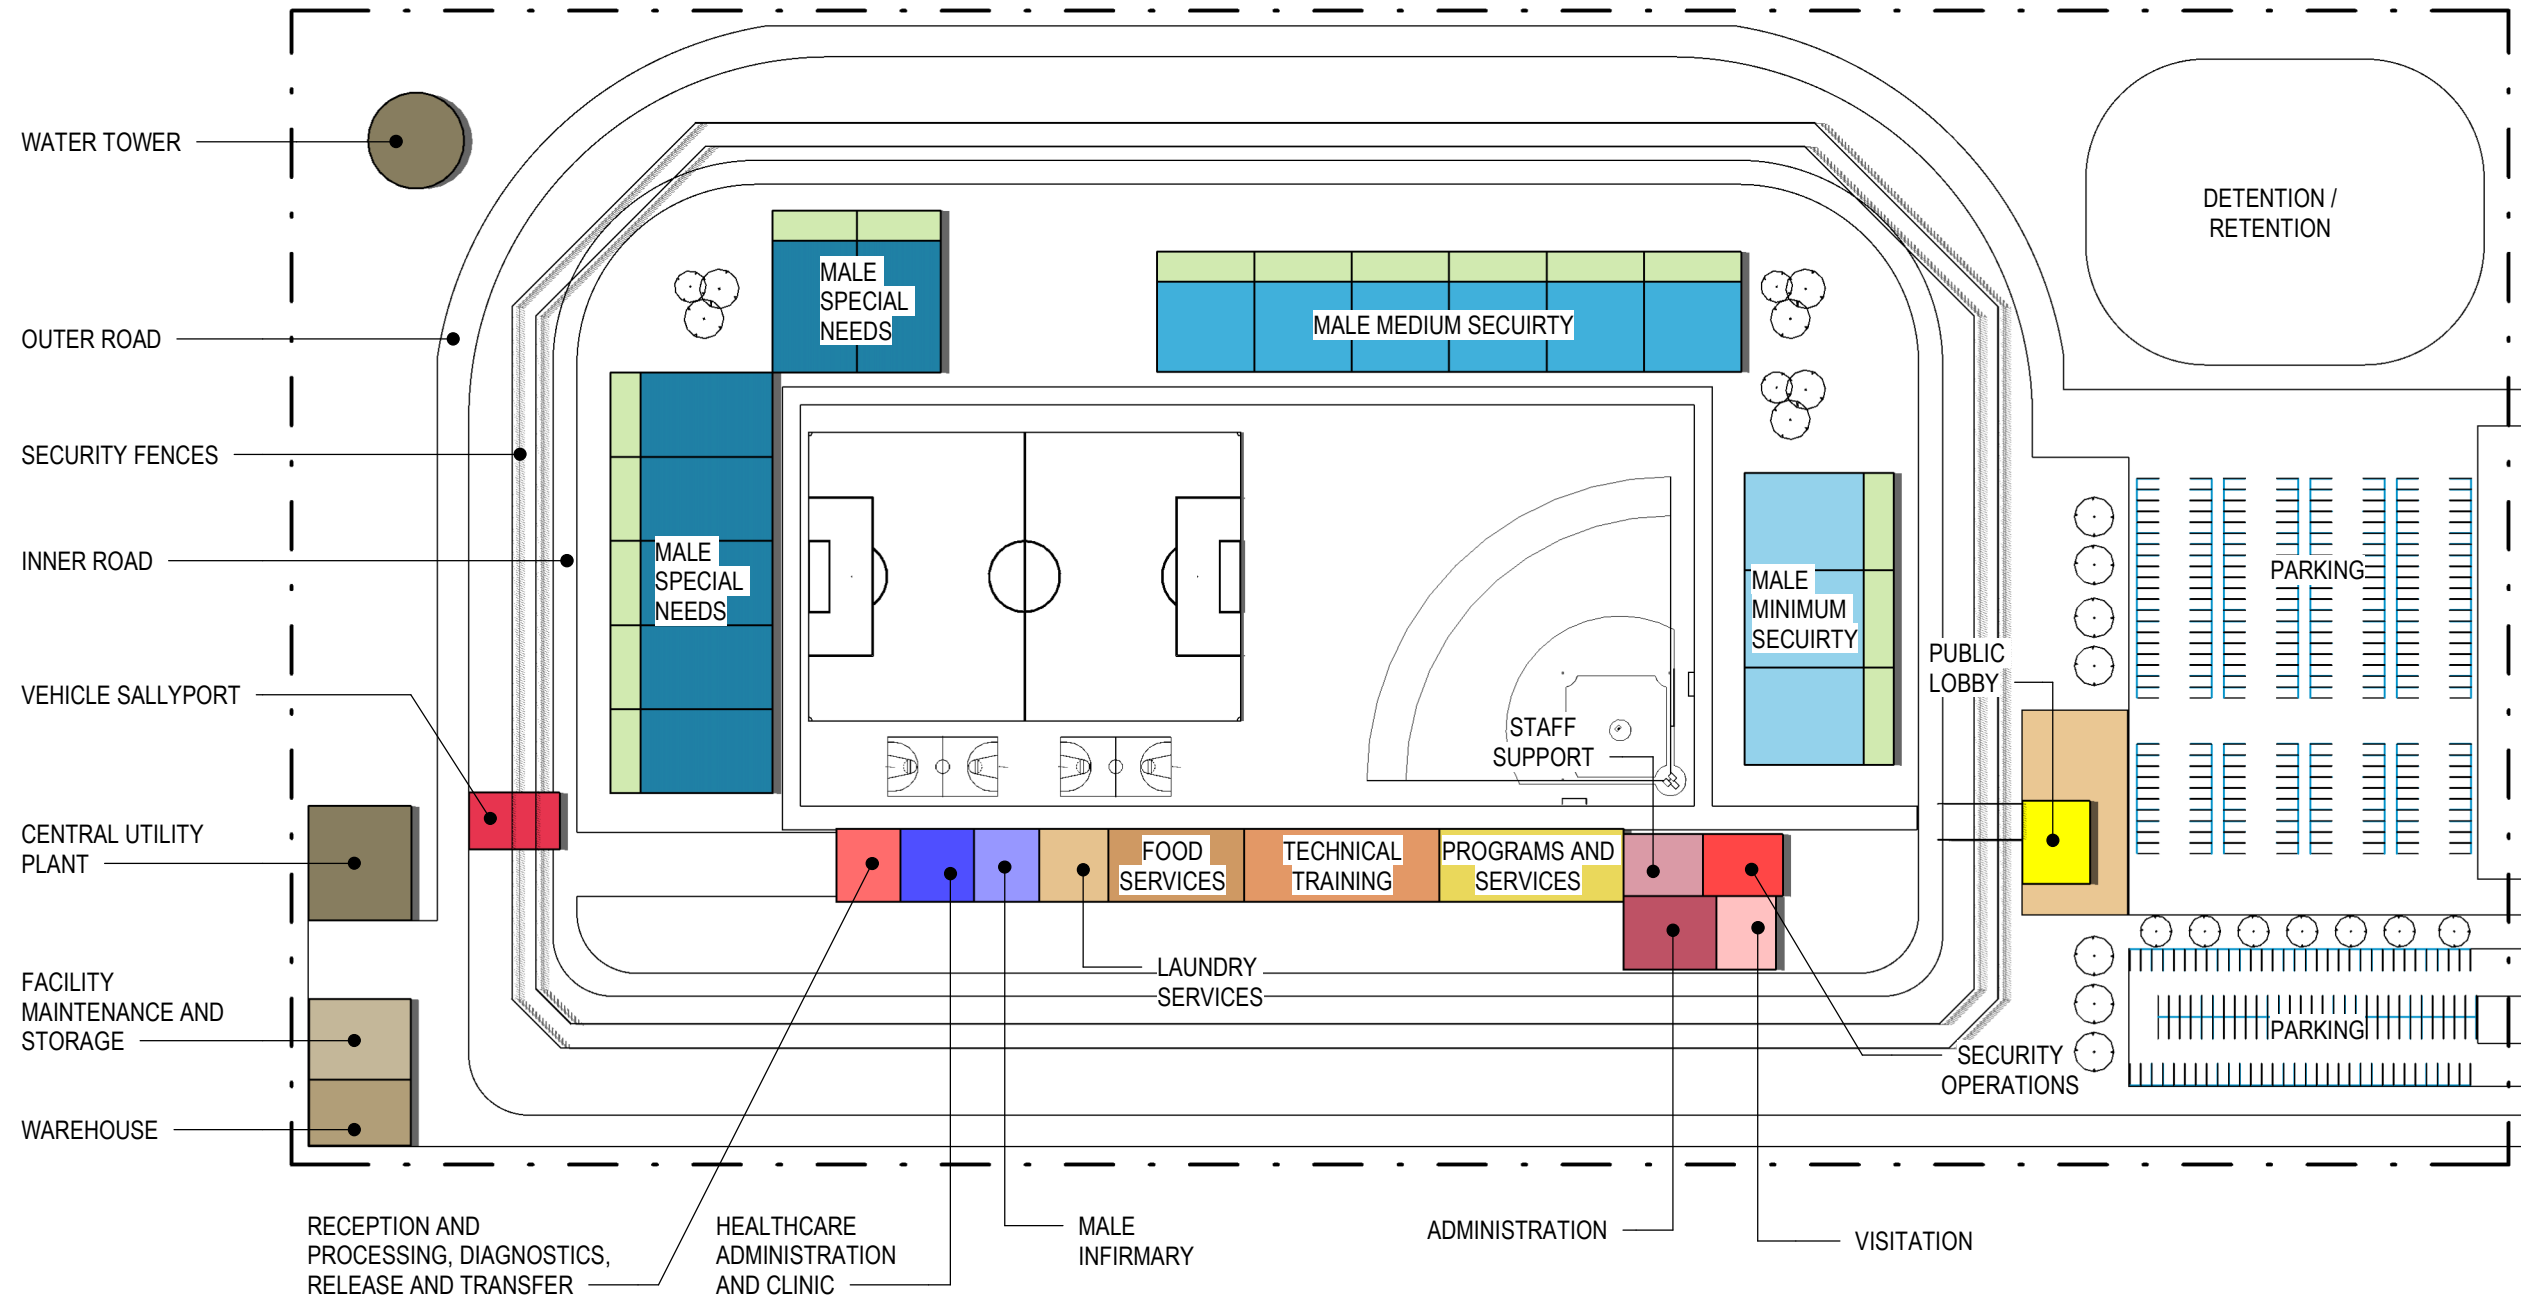 WATER TOWER
OUTER ROAD
SECURITY FENCES
INNER ROAD
VEHICLE SALLYPORT
CENTRAL UTILITY
PLANT
FACILITY
MAINTENANCE AND
STORAGE
WAREHOUSE
MALE
SPECIAL
NEEDS
MALE
SPECIAL
NEEDS
MALE MEDIUM SECUIRTY
MALE
MINIMUM
SECUIRTY
DETENTION /
RETENTION
PARKING
PUBLIC
LOBBY
STAFF
SUPPORT
FOOD
SERVICES
TECHNICAL
TRAINING
PROGRAMS AND
SERVICES
LAUNDRY
SERVICES
PARKING
SECURITY
OPERATIONS
RECEPTION AND
PROCESSING, DIAGNOSTICS,
RELEASE AND TRANSFER
HEALTHCARE
ADMINISTRATION
AND CLINIC
MALE
INFIRMARY
ADMINISTRATION
VISITATION